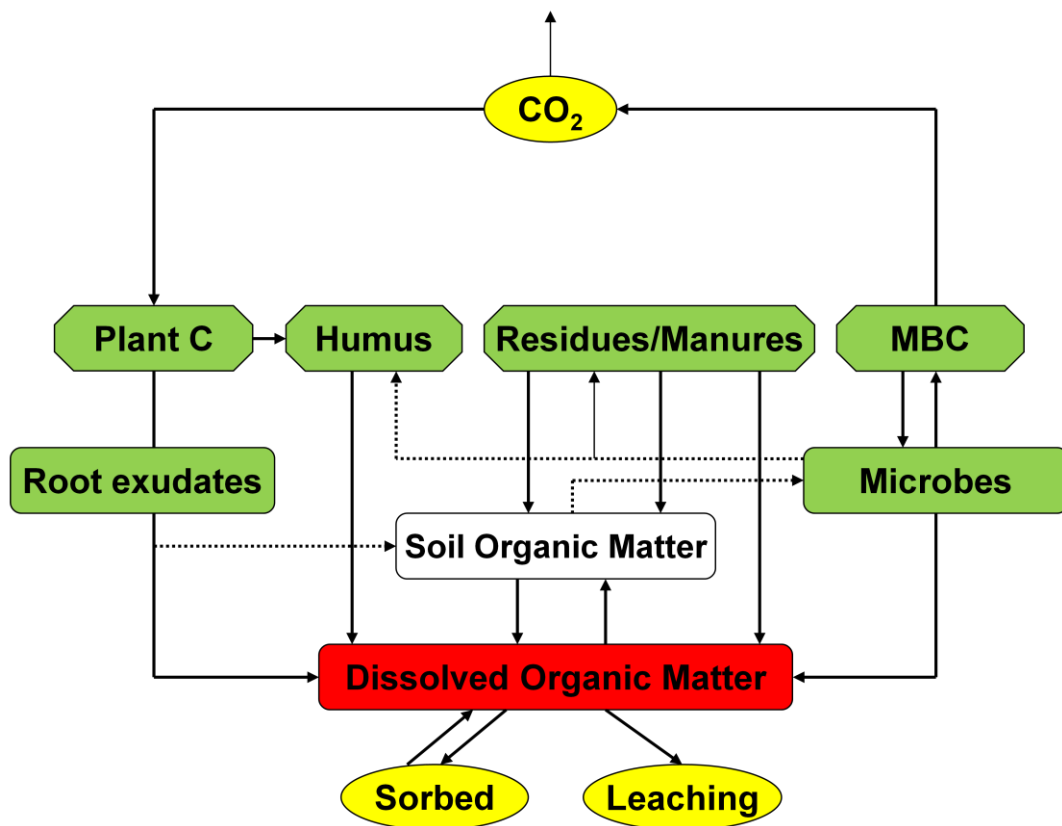 CO₂
Plant C
Humus
Residues/Manures
MBC
Root exudates
Microbes
Soil Organic Matter
Dissolved Organic Matter
Sorbed
Leaching